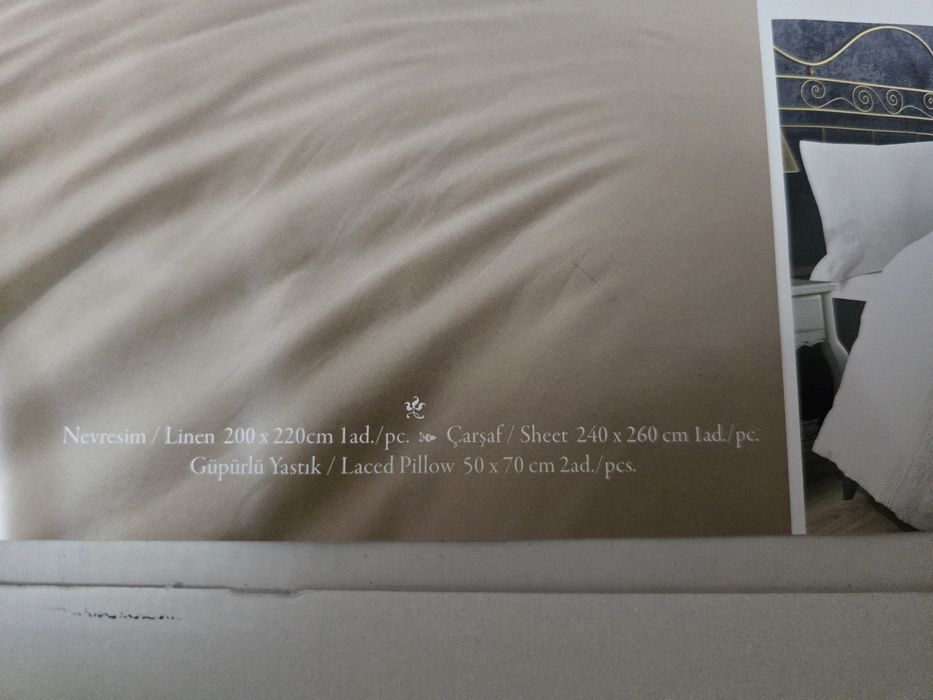 Nevresim / Linen 200 x 220cm 1ad./pc. Çarşaf / Sheet 240 x 260 cm 1ad./pc.
Güpürlü Yastık / Laced Pillow 50 x 70 cm 2ad./pcs.